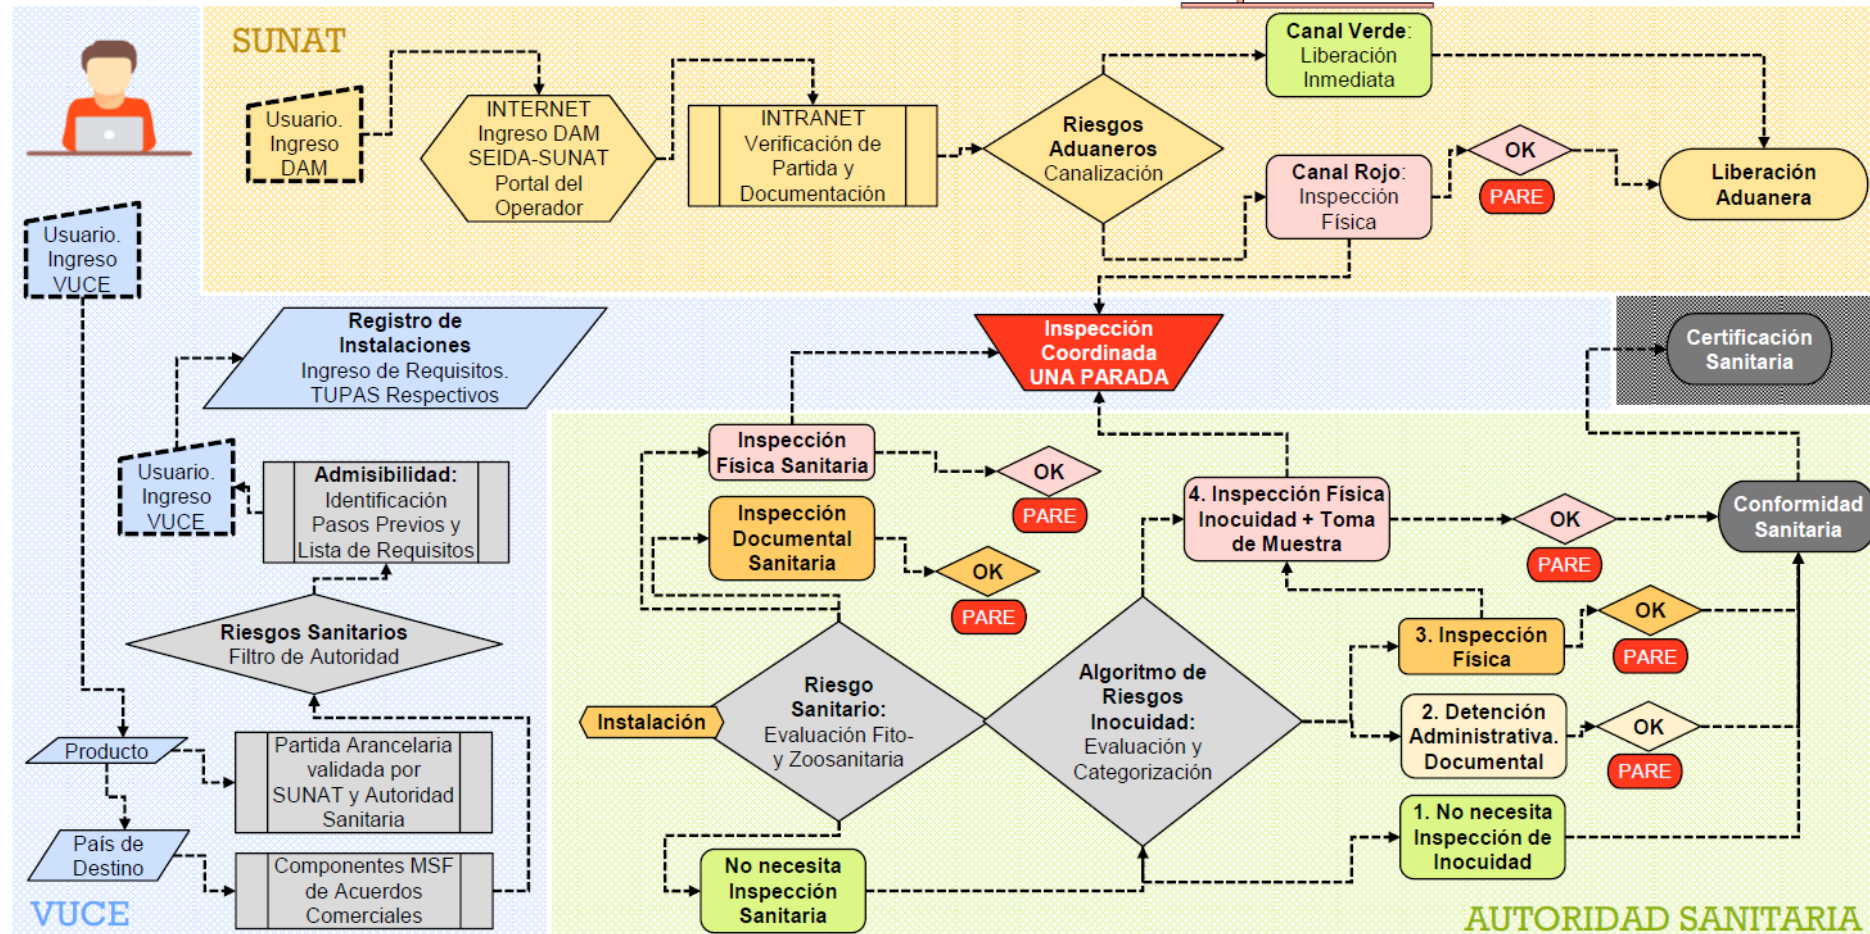 SUNAT
Usuario.
Ingreso
DAM
INTERNET
Ingreso DAM
SEIDA-SUNAT
Portal del
Operador
INTRANET
Verificación de
Partida y
Documentación
Riesgos
Aduaneros
Canalización
Canal Verde:
Liberación
Inmediata
Canal Rojo:
Inspección
Física
OK
PARE
Liberación
Aduanera
Usuario.
Ingreso
VUCE
Registro de
Instalaciones
Ingreso de Requisitos.
TUPAS Respectivos
Inspección
Coordinada
UNA PARADA
Certificación
Sanitaria
Usuario.
Ingreso
VUCE
Admisibilidad:
Identificación
Pasos Previos y
Lista de Requisitos
Riesgos Sanitarios
Filtro de Autoridad
Producto
Partida Arancelaria
validada por
SUNAT y Autoridad
Sanitaria
País de
Destino
Componentes MSF
de Acuerdos
Comerciales
VUCE
Inspección
Física Sanitaria
OK
PARE
Inspección
Documental
Sanitaria
OK
PARE
Instalación
Riesgo
Sanitario:
Evaluación Fito-
y Zoosanitaria
No necesita
Inspección
Sanitaria
Algoritmo de
Riesgos
Inocuidad:
Evaluación y
Categorización
4. Inspección Física
Inocuidad + Toma
de Muestra
OK
PARE
Conformidad
Sanitaria
3. Inspección
Física
OK
PARE
2. Detención
Administrativa.
Documental
OK
PARE
1. No necesita
Inspección de
Inocuidad
AUTORIDAD SANITARIA